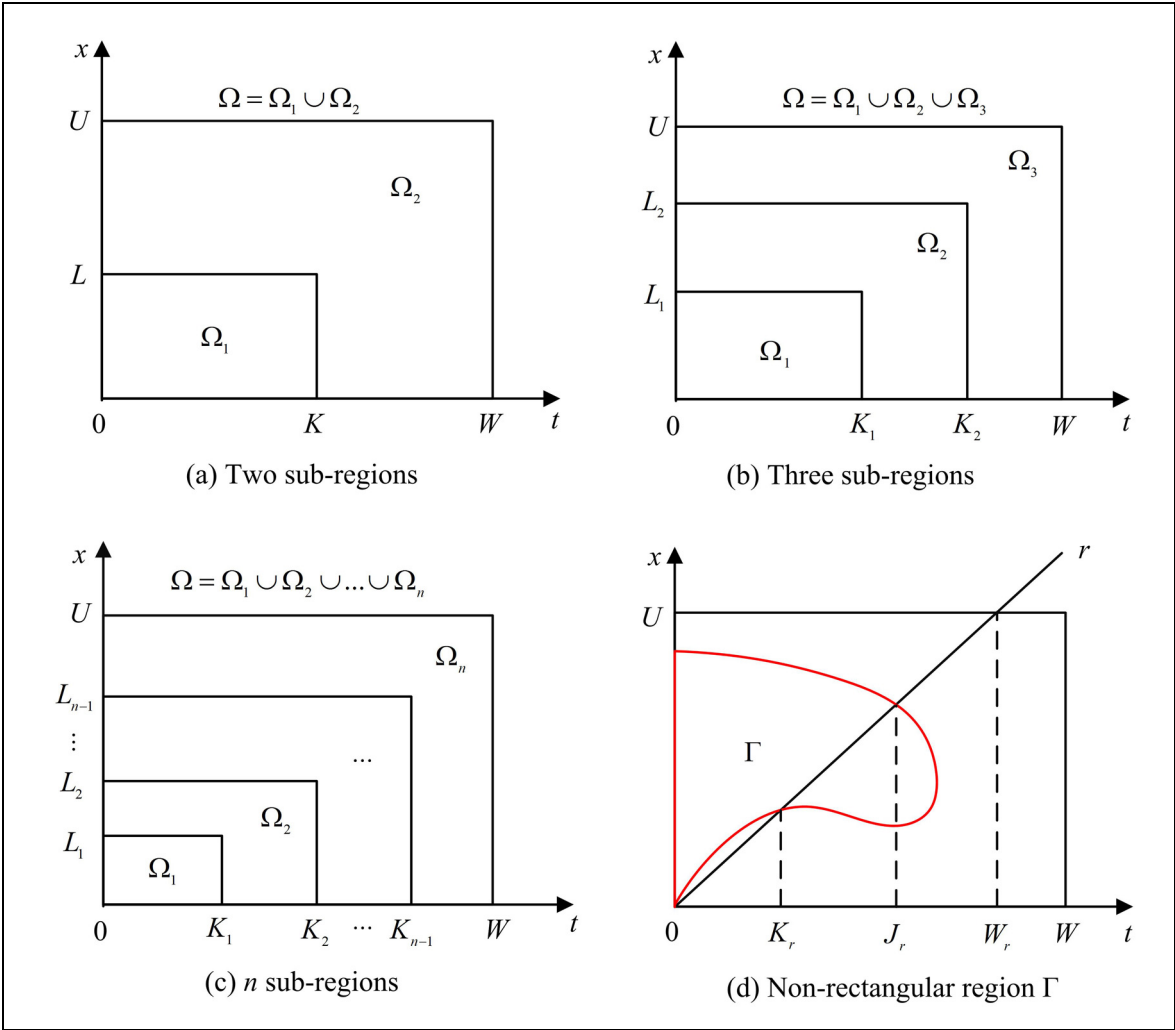 x
Ω = Ω₁ ∪ Ω₂
U
Ω₂
L
Ω₁
0 K W t
(a) Two sub-regions
x
Ω = Ω₁ ∪ Ω₂ ∪ Ω₃
U
Ω₃
L₂
Ω₂
L₁
Ω₁
0 K₁ K₂ W t
(b) Three sub-regions
x
Ω = Ω₁ ∪ Ω₂ ∪ ... ∪ Ωₙ
U
Ωₙ
Lₙ₋₁
⋮ ...
L₂
Ω₂
L₁
Ω₁
0 K₁ K₂ ... Kₙ₋₁ W t
(c) n sub-regions
x r
U
Γ
0 Kᵣ Jᵣ Wᵣ W t
(d) Non-rectangular region Γ